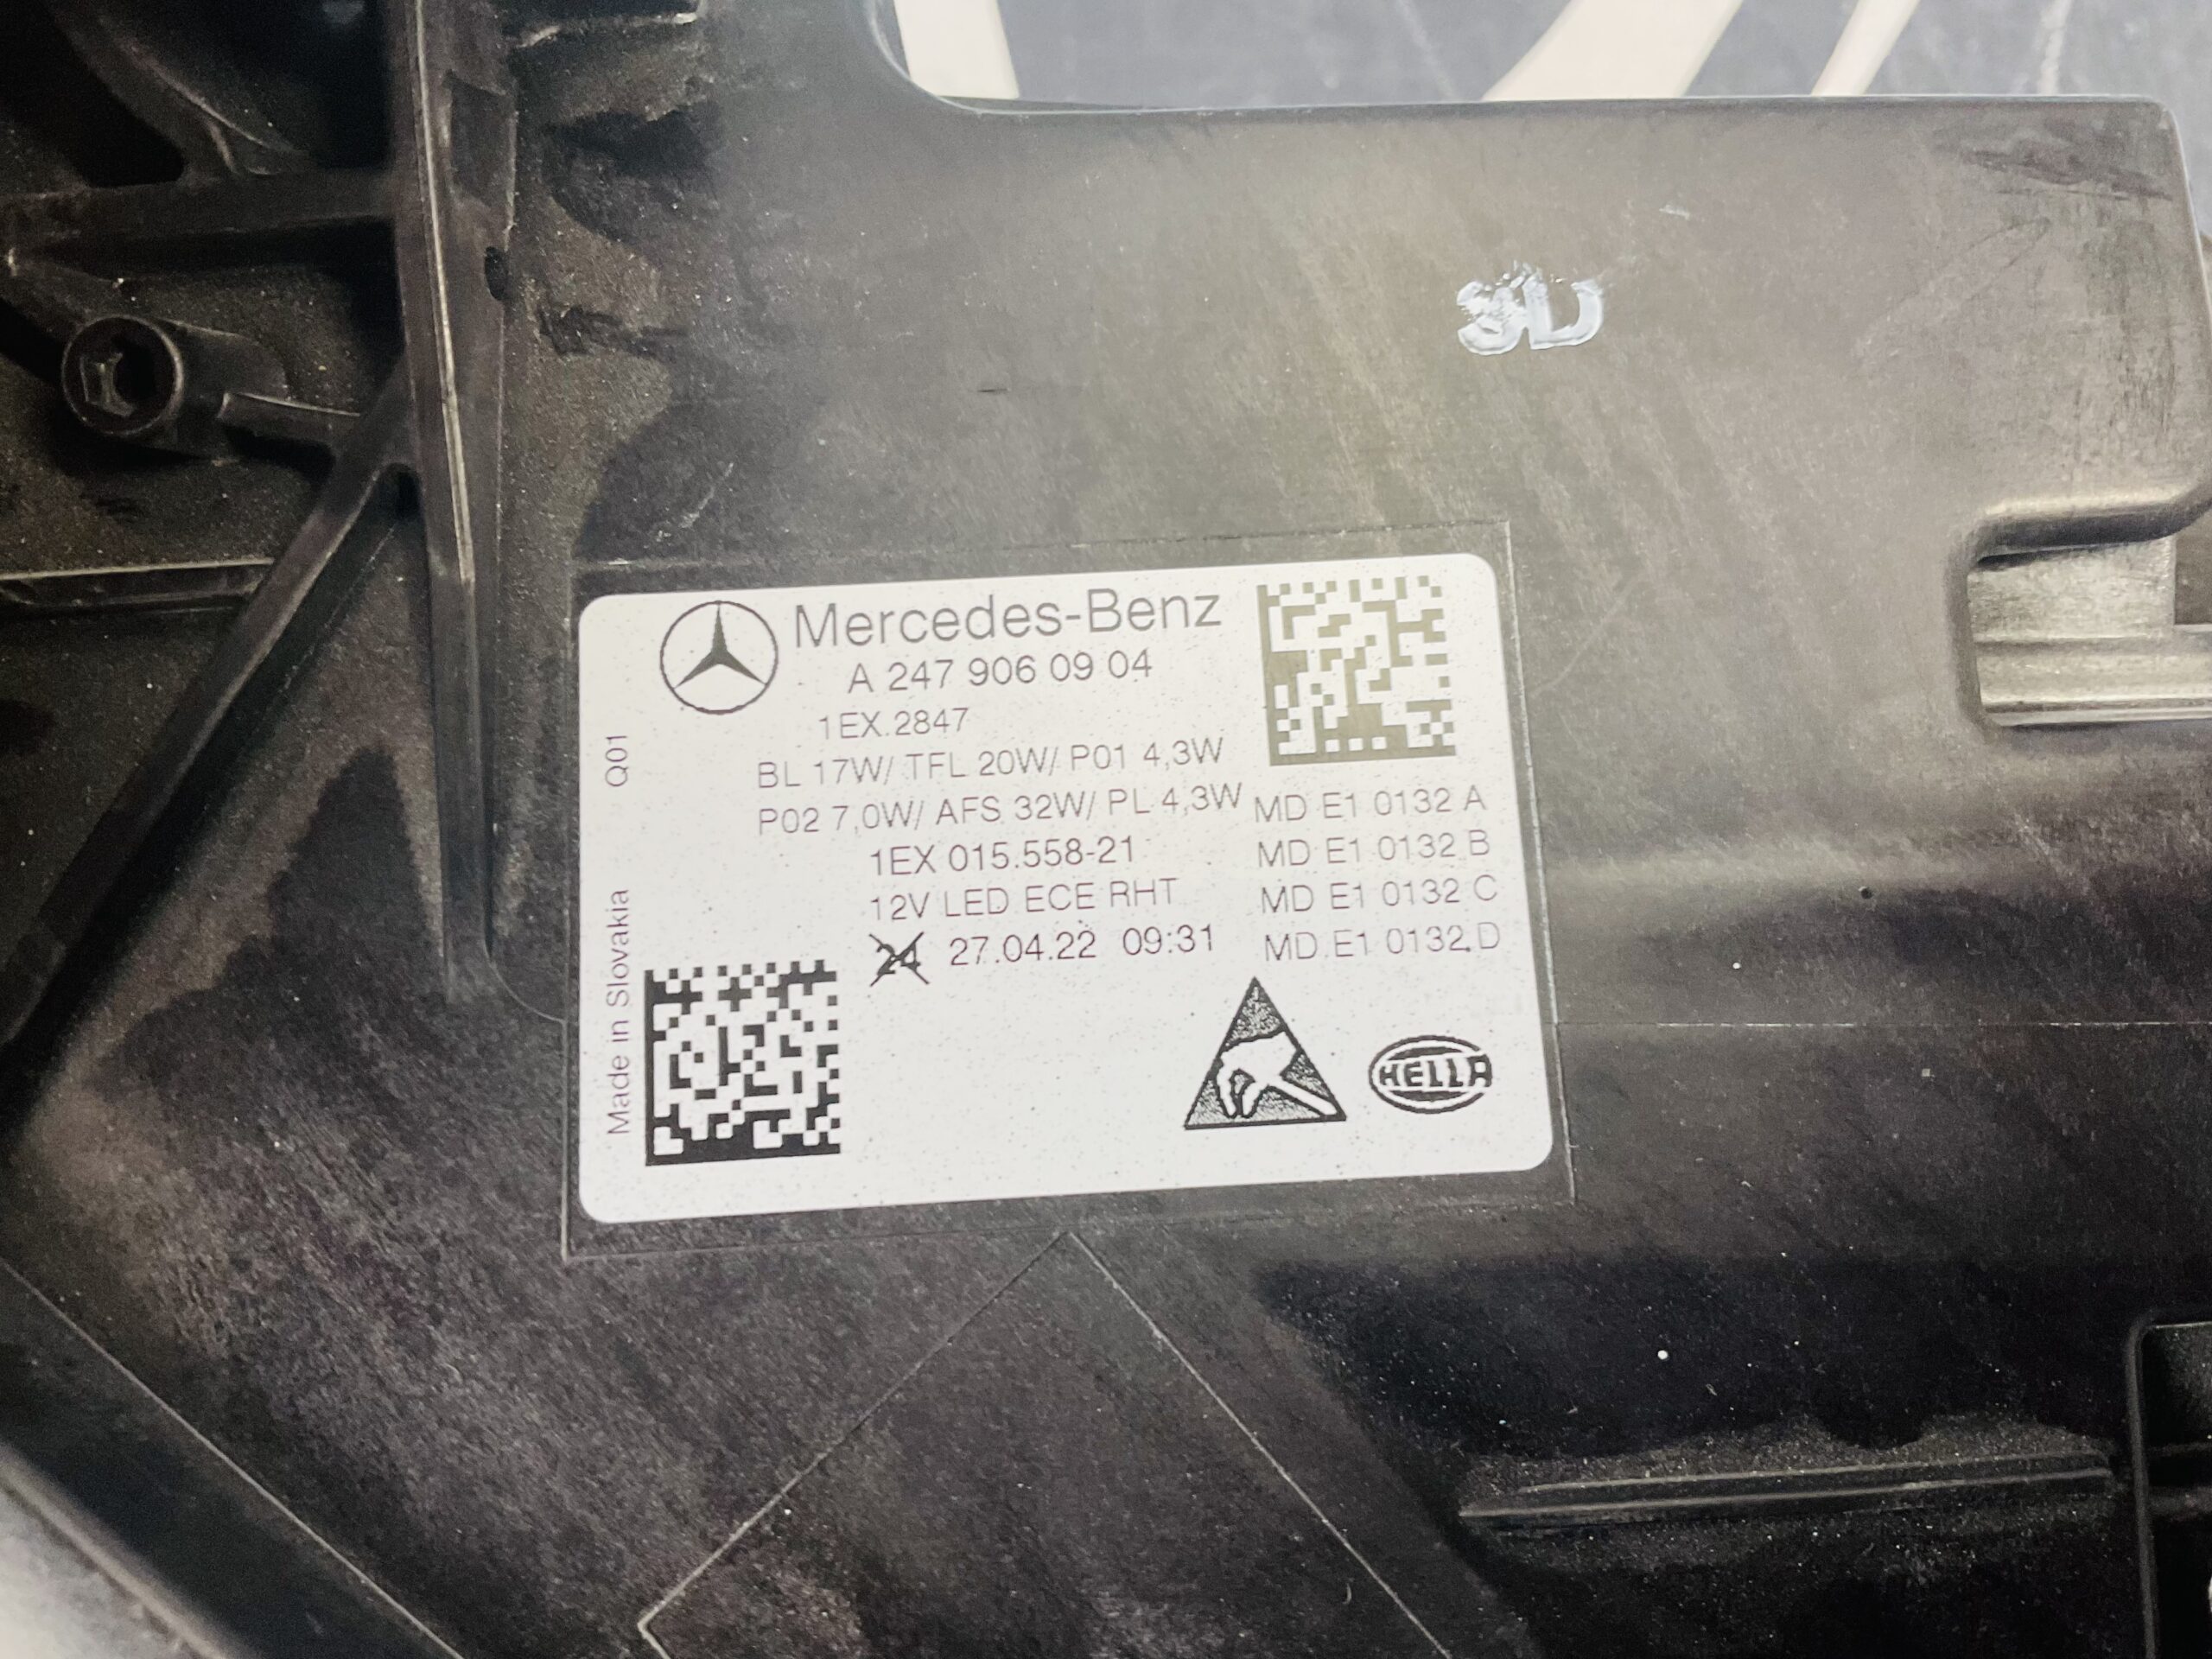 Mercedes-Benz
A 247 906 09 04
1EX.2847
BL 17W/ TFL 20W/ P01 4,3W
P02 7,0W/ AFS 32W/ PL 4,3W
MD E1 0132 A
1EX 015.558-21
MD E1 0132 B
12V LED ECE RHT
MD E1 0132 C
24 27.04.22 09:31
MD E1 0132 D
Q01
Made in Slovakia
HELLA